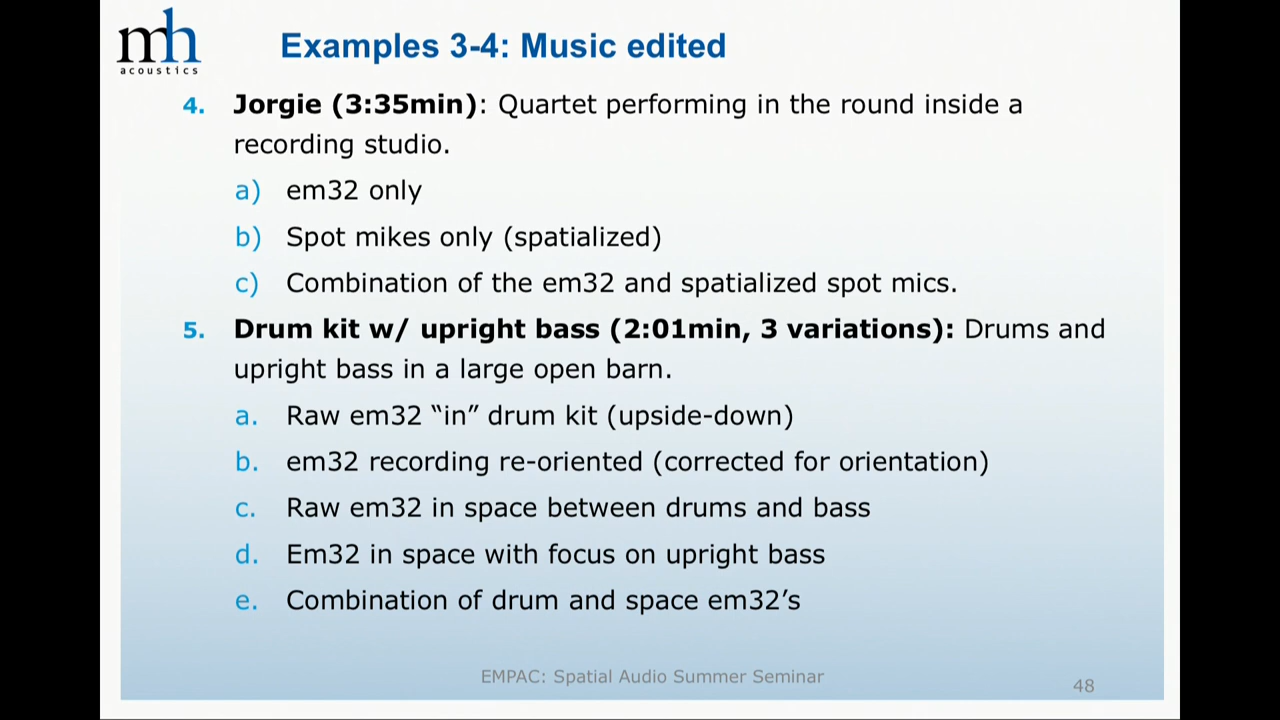 mh
acoustics
Examples 3-4: Music edited
4. Jorgie (3:35min): Quartet performing in the round inside a
recording studio.
a) em32 only
b) Spot mikes only (spatialized)
c) Combination of the em32 and spatialized spot mics.
5. Drum kit w/ upright bass (2:01min, 3 variations): Drums and
upright bass in a large open barn.
a. Raw em32 “in” drum kit (upside-down)
b. em32 recording re-oriented (corrected for orientation)
c. Raw em32 in space between drums and bass
d. Em32 in space with focus on upright bass
e. Combination of drum and space em32’s
EMPAC: Spatial Audio Summer Seminar
48